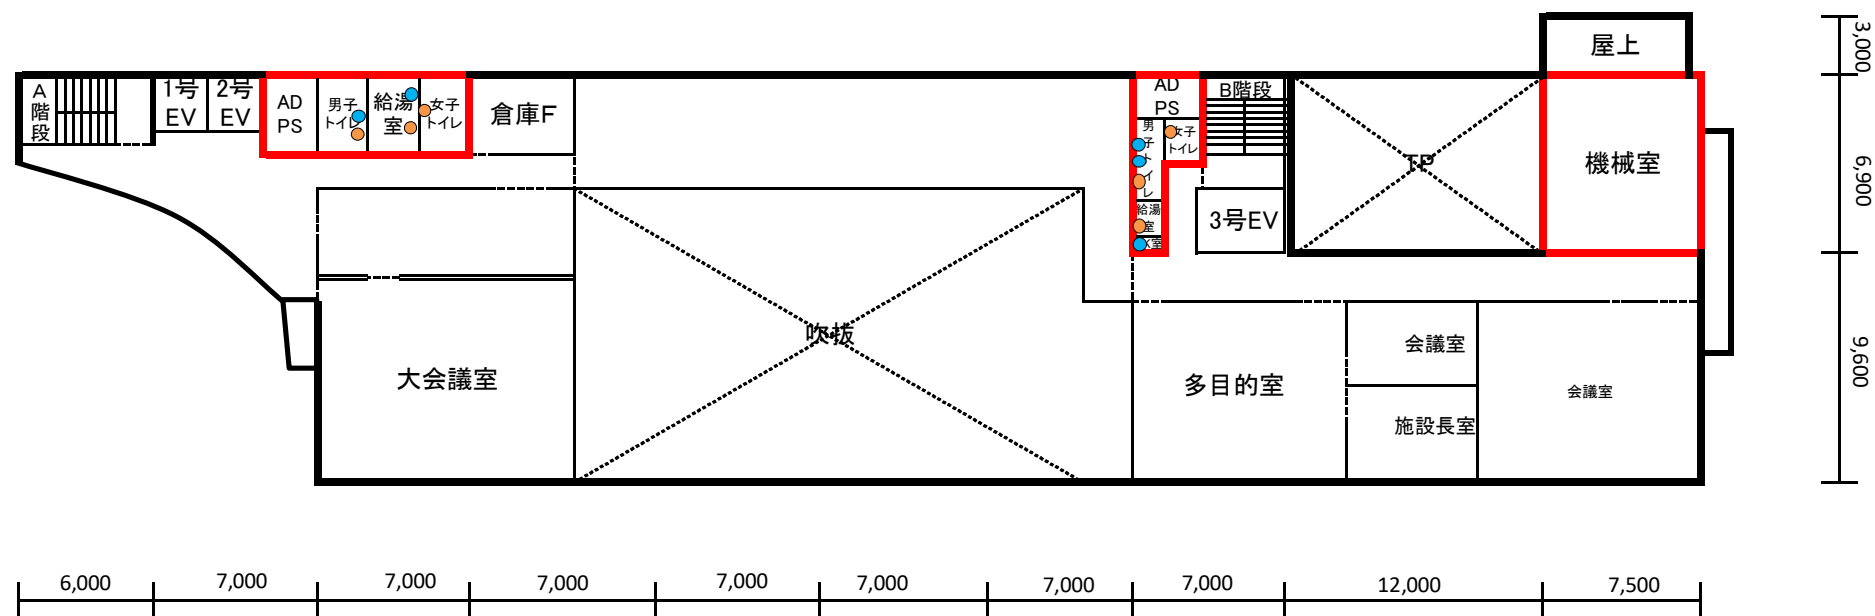 屋上
3,000
A
階
段
1号
EV
2号
EV
AD
PS
男子
トイレ
給湯
室
女子
トイレ
倉庫F
AD
PS
B階段
男
子
ト
イ
レ
女子
トイレ
給湯
室
3号EV
TP
機械室
6,900
吹抜
大会議室
多目的室
会議室
施設長室
会議室
9,600
6,000
7,000
7,000
7,000
7,000
7,000
7,000
7,000
12,000
7,500